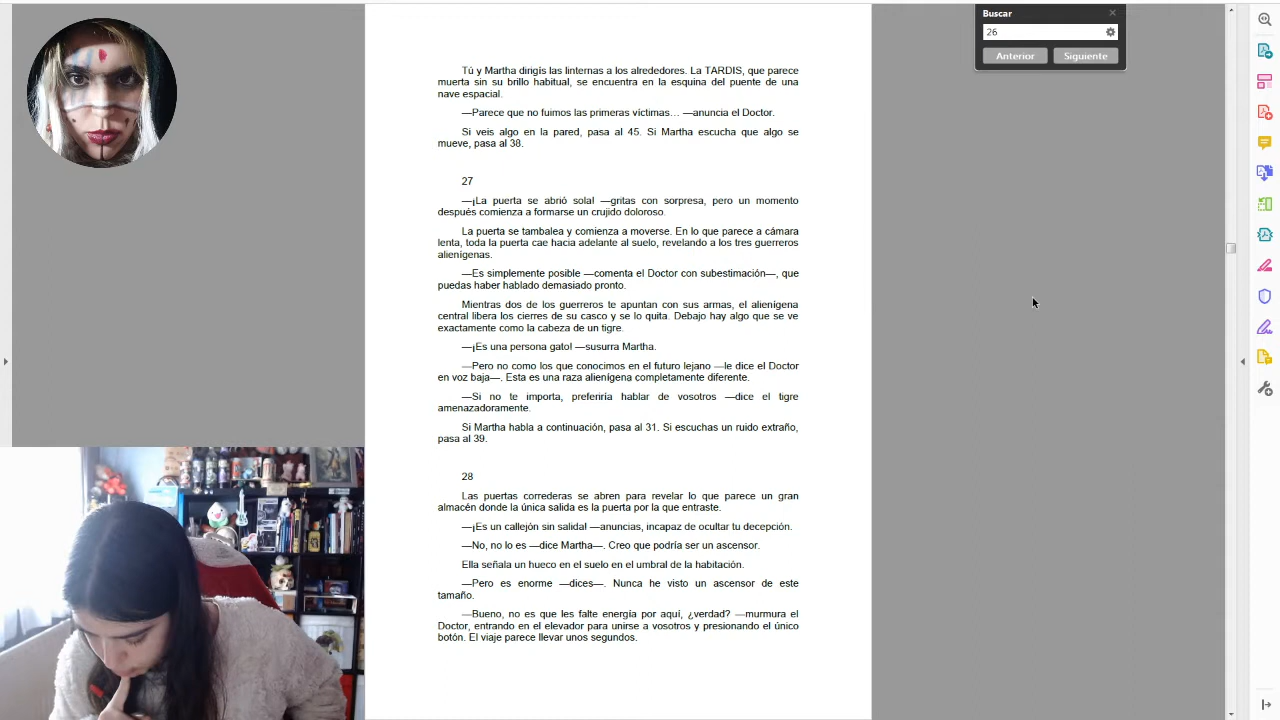 Buscar
26
Anterior
Siguiente
Tú y Martha dirigís las linternas a los alrededores. La TARDIS, que parece
muerta sin su brillo habitual, se encuentra en la esquina del puente de una
nave espacial.
—Parece que no fuimos las primeras víctimas… —anuncia el Doctor.
Si veis algo en la pared, pasa al 45. Si Martha escucha que algo se
mueve, pasa al 38.
27
—¡La puerta se abrió sola! —gritas con sorpresa, pero un momento
después comienza a formarse un crujido doloroso.
La puerta se tambalea y comienza a moverse. En lo que parece a cámara
lenta, toda la puerta cae hacia adelante al suelo, revelando a los tres guerreros
alienígenas.
—Es simplemente posible —comenta el Doctor con subestimación—, que
puedas haber hablado demasiado pronto.
Mientras dos de los guerreros te apuntan con sus armas, el alienígena
central libera los cierres de su casco y se lo quita. Debajo hay algo que se ve
exactamente como la cabeza de un tigre.
—¡Es una persona gato! —susurra Martha.
—Pero no como los que conocimos en el futuro lejano —le dice el Doctor
en voz baja—. Esta es una raza alienígena completamente diferente.
—Si no te importa, preferiría hablar de vosotros —dice el tigre
amenazadoramente.
Si Martha habla a continuación, pasa al 31. Si escuchas un ruido extraño,
pasa al 39.
28
Las puertas correderas se abren para revelar lo que parece un gran
almacén donde la única salida es la puerta por la que entraste.
—¡Es un callejón sin salida! —anuncias, incapaz de ocultar tu decepción.
—No, no lo es —dice Martha—. Creo que podría ser un ascensor.
Ella señala un hueco en el suelo en el umbral de la habitación.
—Pero es enorme —dices—. Nunca he visto un ascensor de este
tamaño.
—Bueno, no es que les falte energía por aquí, ¿verdad? —murmura el
Doctor, entrando en el elevador para unirse a vosotros y presionando el único
botón. El viaje parece llevar unos segundos.